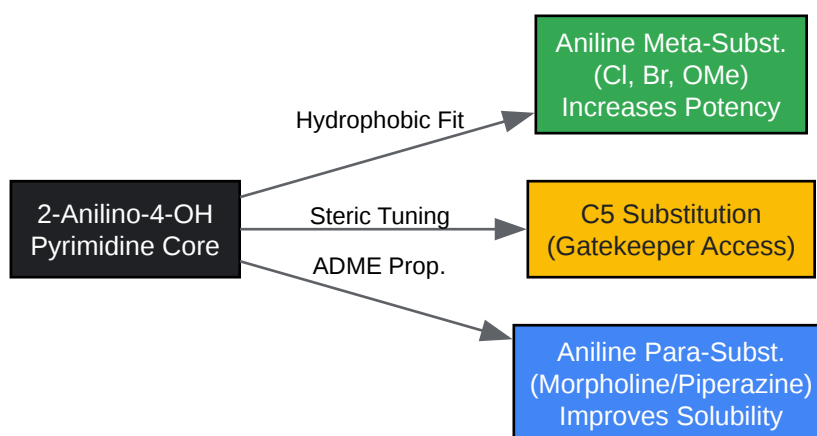 2-Anilino-4-OH
Pyrimidine Core
Hydrophobic Fit
Steric Tuning
ADME Prop.
Aniline Meta-Subst.
(Cl, Br, OMe)
Increases Potency
C5 Substitution
(Gatekeeper Access)
Aniline Para-Subst.
(Morpholine/Piperazine)
Improves Solubility